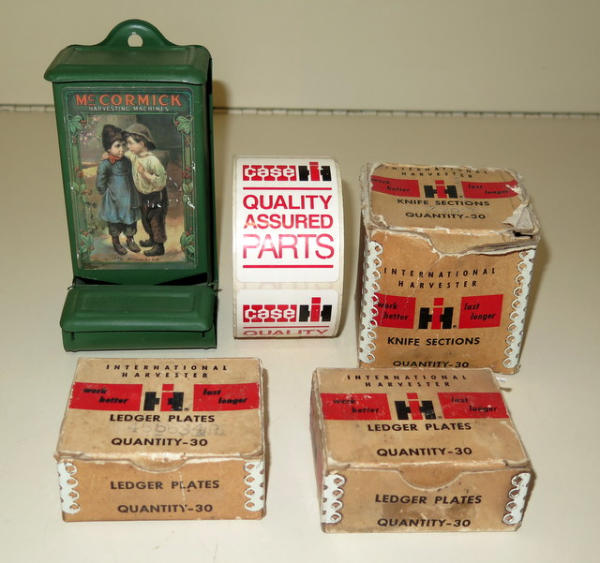 McCORMICK
HARVESTING MACHINES
case IH
QUALITY
ASSURED
PARTS
case IH
QUALITY
INTERNATIONAL
HARVESTER
work
better
IH
last
longer
KNIFE SECTIONS
QUANTITY-30
INTERNATIONAL
HARVESTER
work
better
IH
last
longer
KNIFE SECTIONS
QUANTITY-30
INTERNATIONAL
HARVESTER
work
better
IH
last
longer
LEDGER PLATES
QUANTITY-30
LEDGER PLATES
QUANTITY-30
INTERNATIONAL
HARVESTER
work
better
IH
last
longer
LEDGER PLATES
QUANTITY-30
LEDGER PLATES
QUANTITY-30